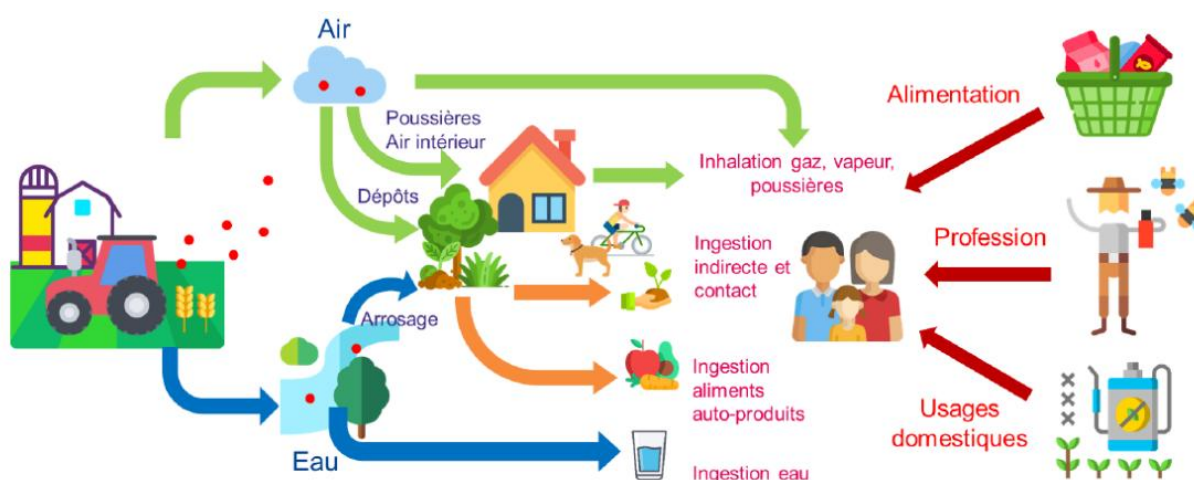 Air
Poussières
Air intérieur
Dépôts
Arrosage
Eau
Inhalation gaz, vapeur,
poussières
Ingestion
indirecte et
contact
Ingestion
aliments
auto-produits
Ingestion eau
Alimentation
Profession
Usages
domestiques